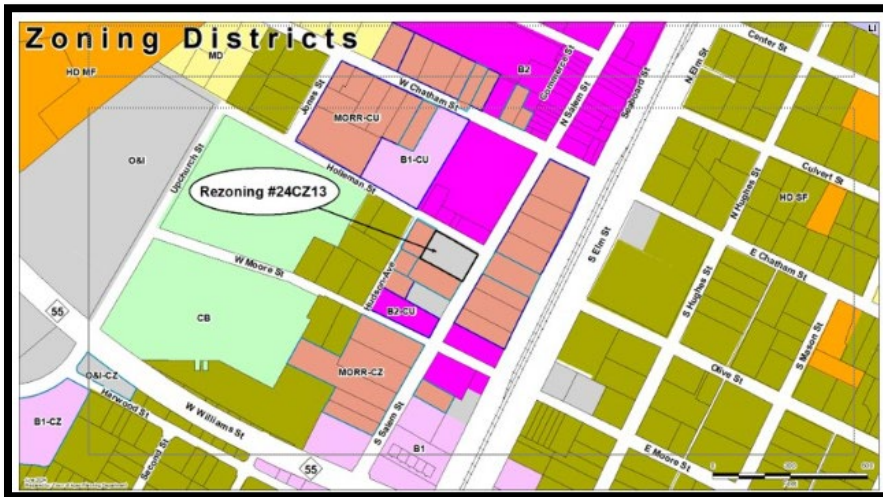 Zoning Districts
LI
HD MF
MD
B2
Commerce St
N Salem St
Seaboard St
N Elm St
Center St
W Chatham St
Jones St
MORR-CU
B1-CU
O&I
Upchurch St
Holleman St
Culvert St
N Hughes St
HD SF
Rezoning #24CZ13
S Elm St
E Chatham St
W Moore St
Hudson Ave
B2-CU
S Hughes St
S Mason St
55
CB
Olive St
O&I-CZ
MORR-CZ
B1-CZ
Harwood St
W Williams St
S Salem St
B1
E Moore St
Second St
55